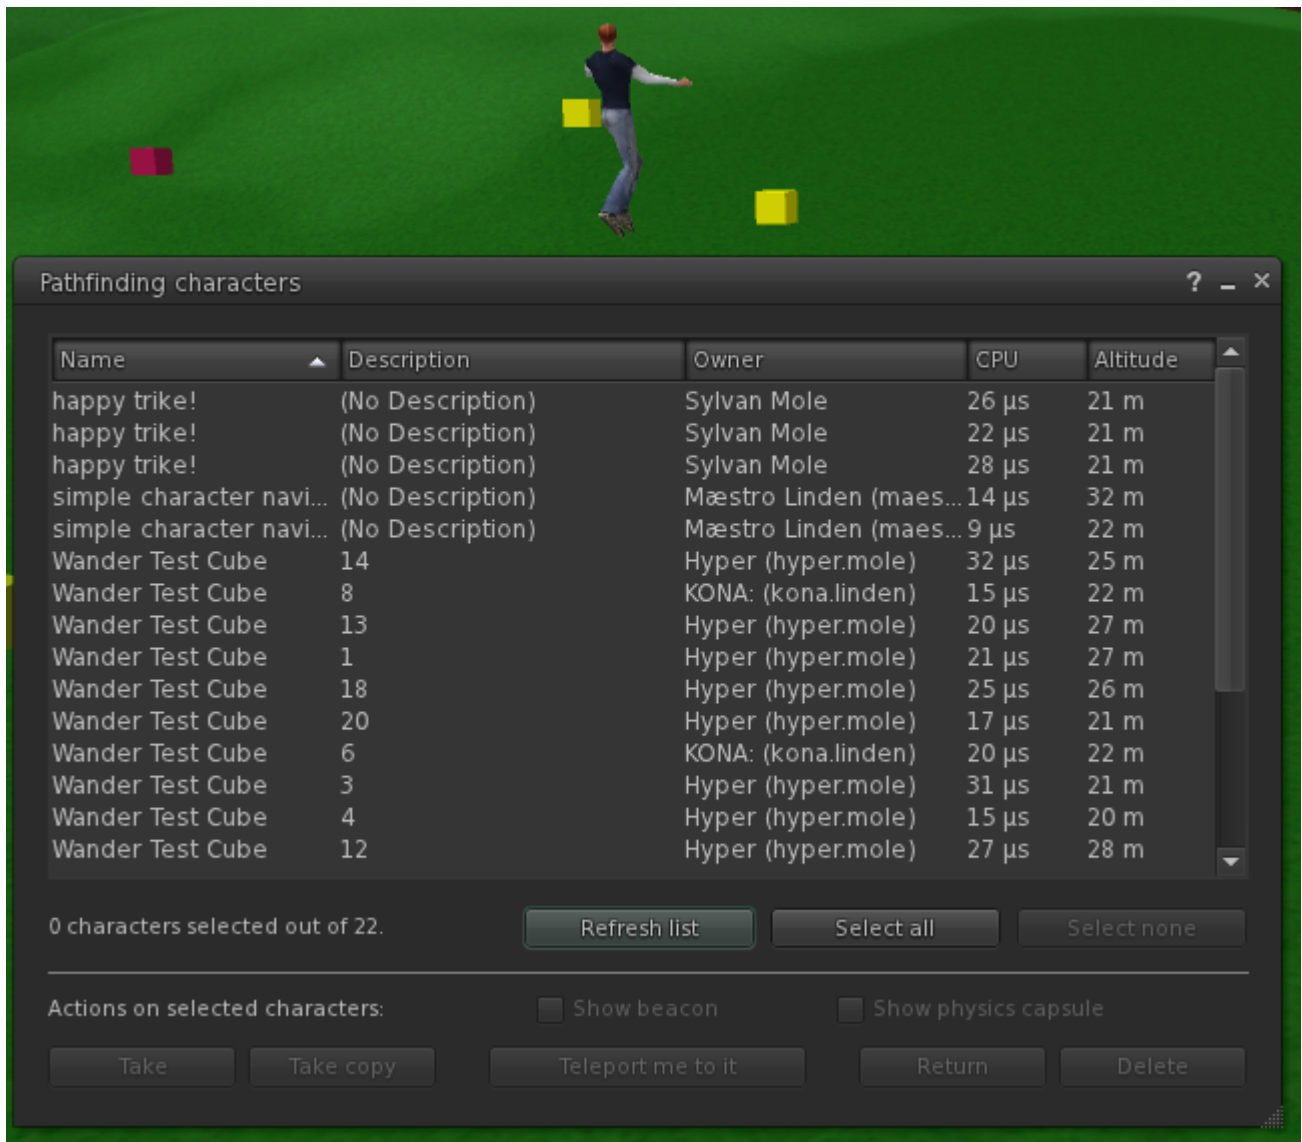 Pathfinding characters ? _ ×
Name Description Owner CPU Altitude
happy trike! (No Description) Sylvan Mole 26 µs 21 m
happy trike! (No Description) Sylvan Mole 22 µs 21 m
happy trike! (No Description) Sylvan Mole 28 µs 21 m
simple character navi... (No Description) Mæstro Linden (maes... 14 µs 32 m
simple character navi... (No Description) Mæstro Linden (maes... 9 µs 22 m
Wander Test Cube 14 Hyper (hyper.mole) 32 µs 25 m
Wander Test Cube 8 KONA: (kona.linden) 15 µs 22 m
Wander Test Cube 13 Hyper (hyper.mole) 20 µs 27 m
Wander Test Cube 1 Hyper (hyper.mole) 21 µs 27 m
Wander Test Cube 18 Hyper (hyper.mole) 25 µs 26 m
Wander Test Cube 20 Hyper (hyper.mole) 17 µs 21 m
Wander Test Cube 6 KONA: (kona.linden) 20 µs 22 m
Wander Test Cube 3 Hyper (hyper.mole) 31 µs 21 m
Wander Test Cube 4 Hyper (hyper.mole) 15 µs 20 m
Wander Test Cube 12 Hyper (hyper.mole) 27 µs 28 m
0 characters selected out of 22. Refresh list Select all Select none
Actions on selected characters: Show beacon Show physics capsule
Take Take copy Teleport me to it Return Delete